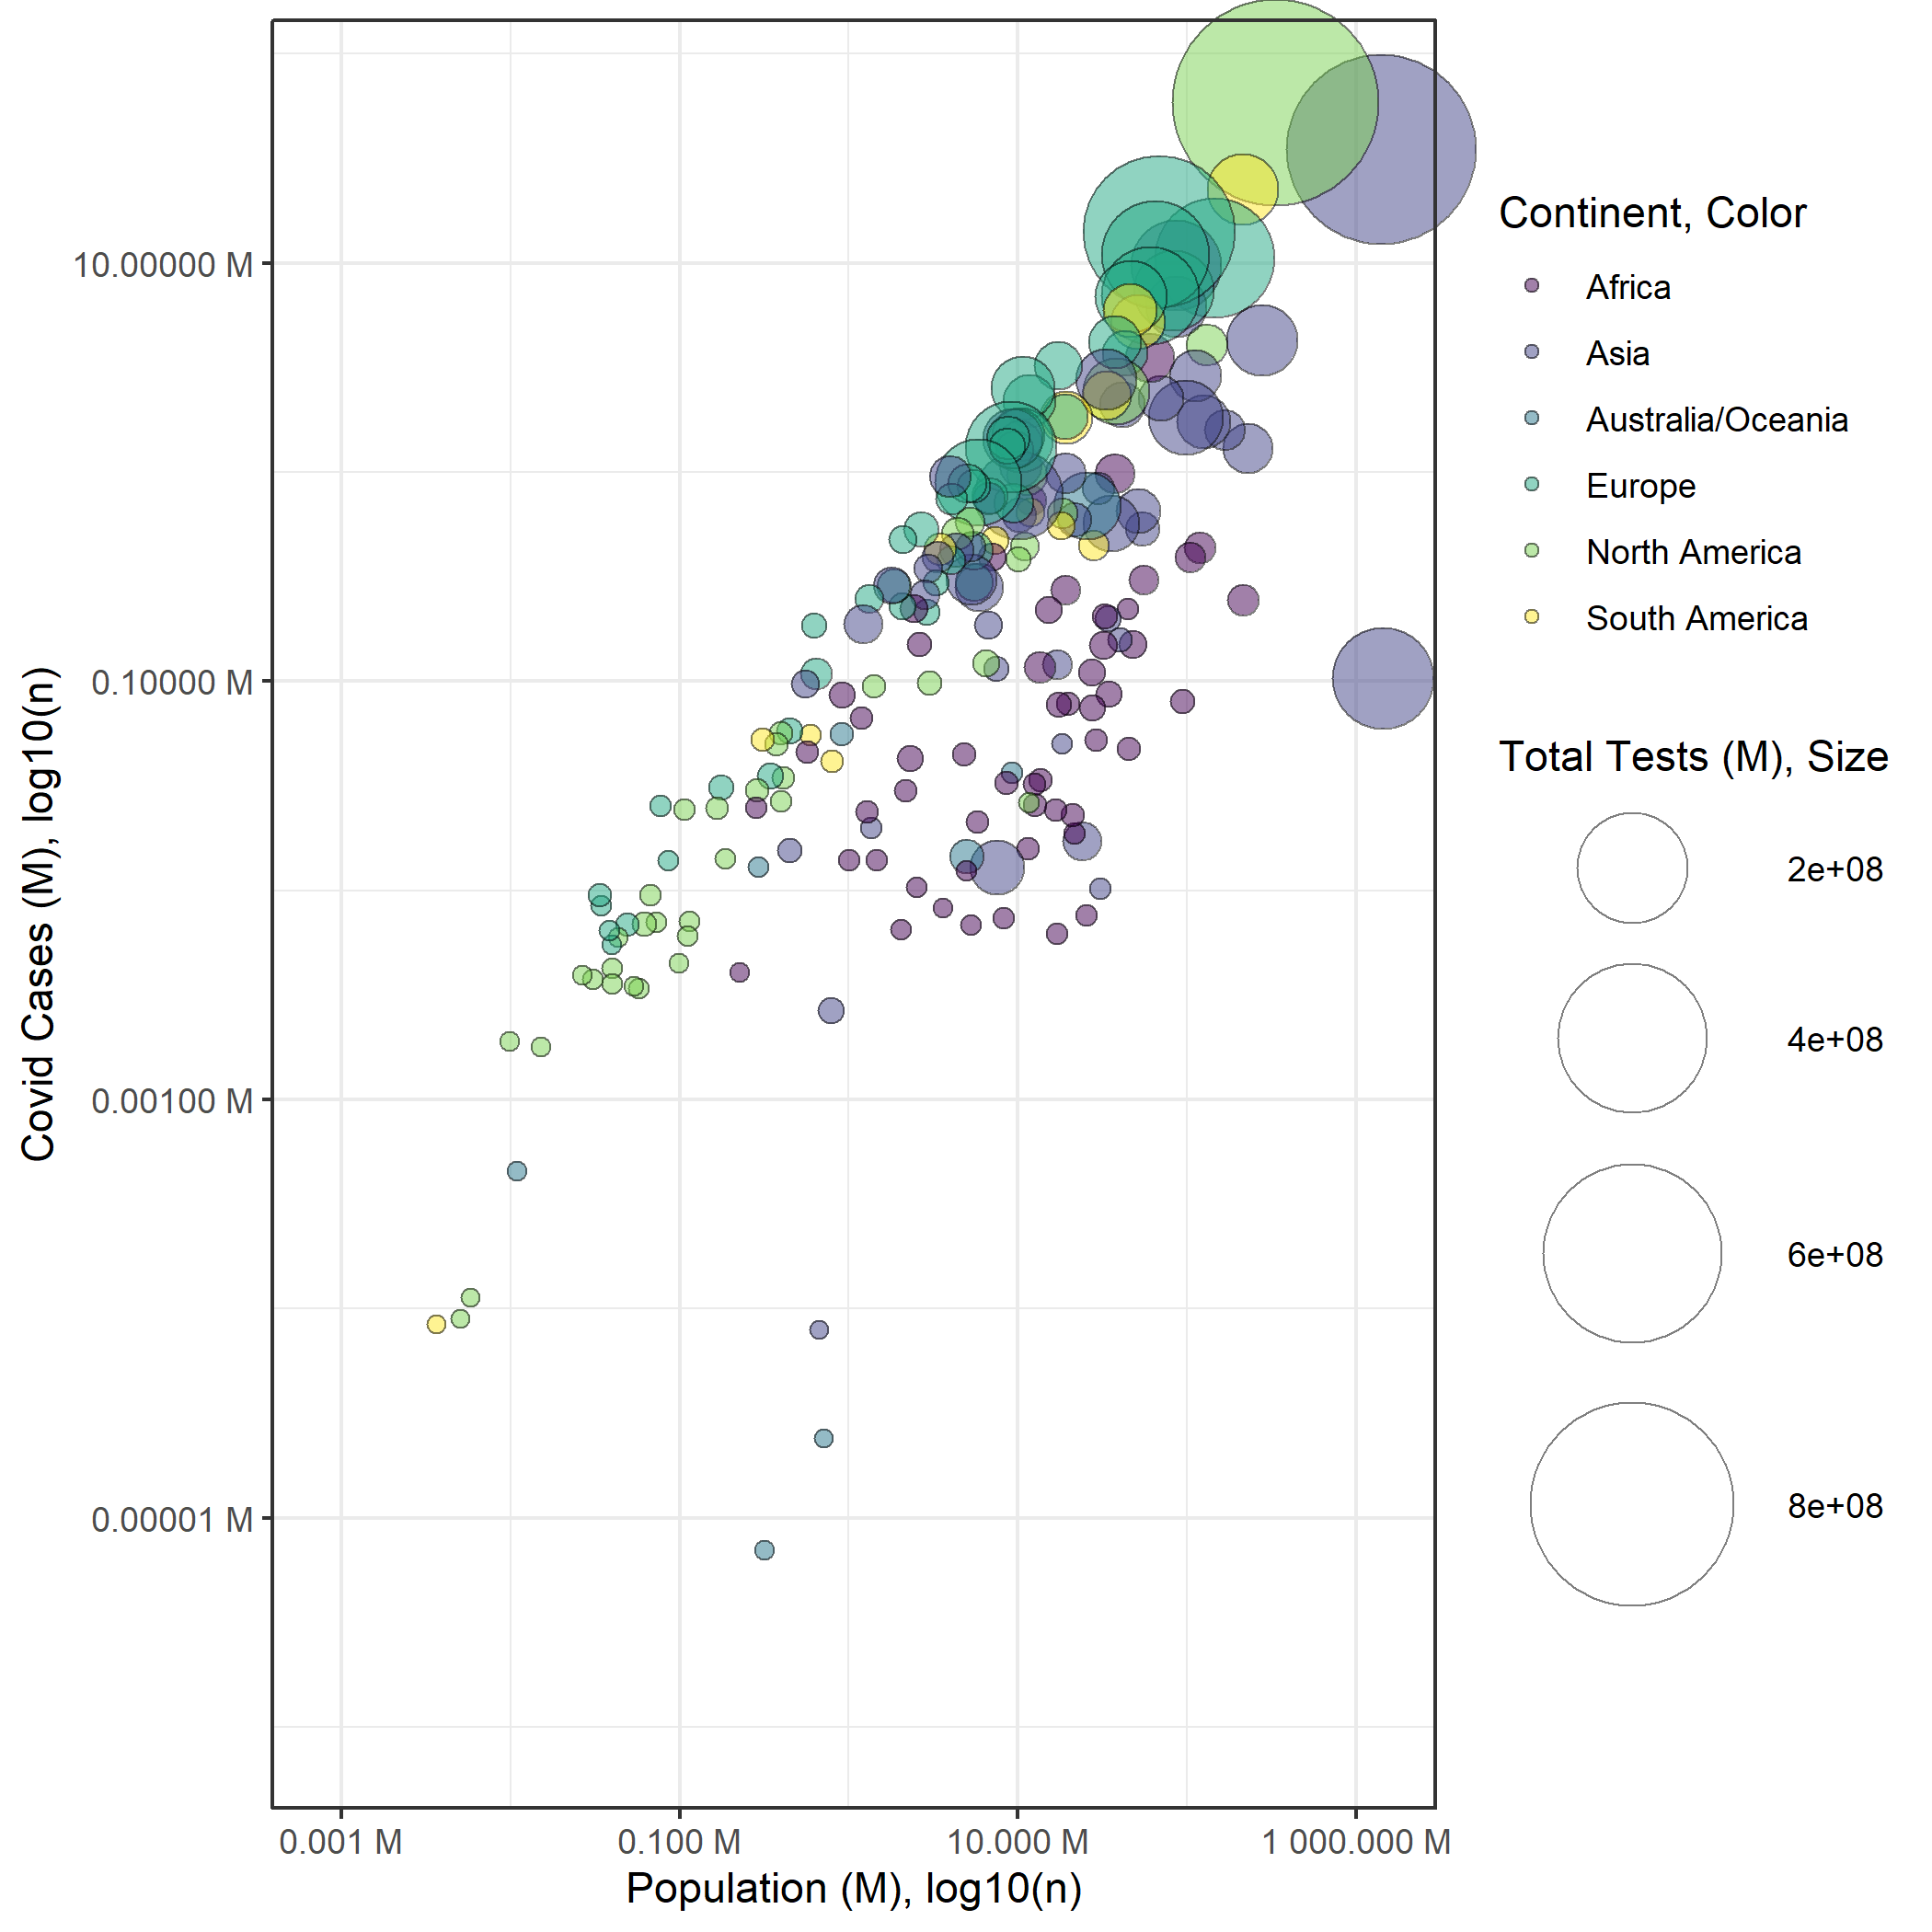 Covid Cases (M), log10(n)
10.00000 M
0.10000 M
0.00100 M
0.00001 M
0.001 M
0.100 M
10.000 M
1 000.000 M
Population (M), log10(n)
Continent, Color
Africa
Asia
Australia/Oceania
Europe
North America
South America
Total Tests (M), Size
2e+08
4e+08
6e+08
8e+08